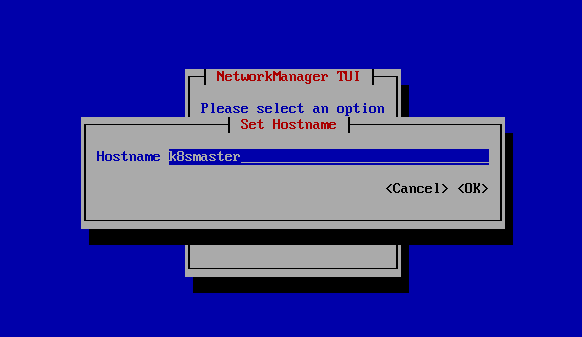 NetworkManager TUI
Please select an option
Set Hostname
Hostname k8smaster
<Cancel> <OK>